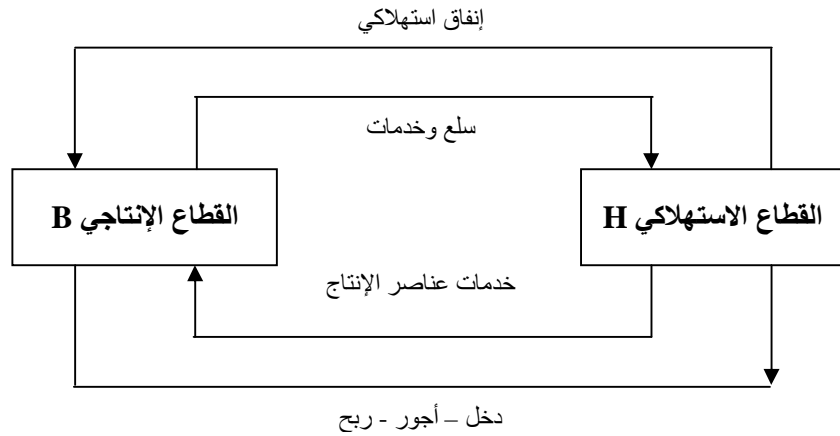 إنفاق استهلاكي
سلع وخدمات
القطاع الاستهلاكي H
القطاع الإنتاجي B
خدمات عناصر الإنتاج
دخل – أجور - ربح